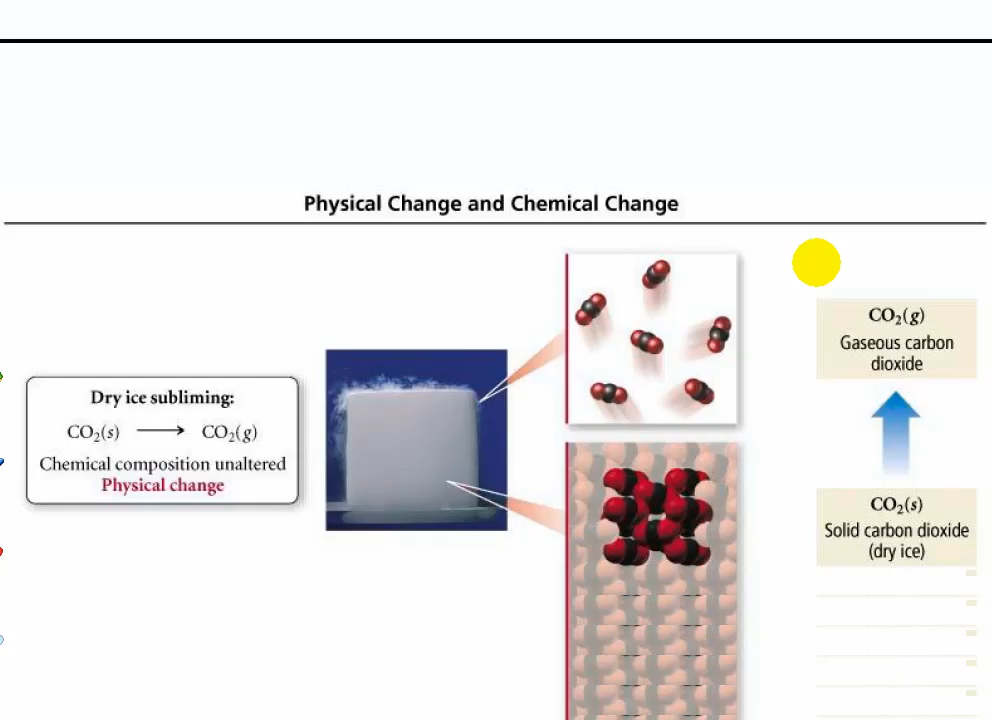 Physical Change and Chemical Change
Dry ice subliming:
CO₂(s) ⟶ CO₂(g)
Chemical composition unaltered
Physical change
CO₂(g)
Gaseous carbon
dioxide
CO₂(s)
Solid carbon dioxide
(dry ice)